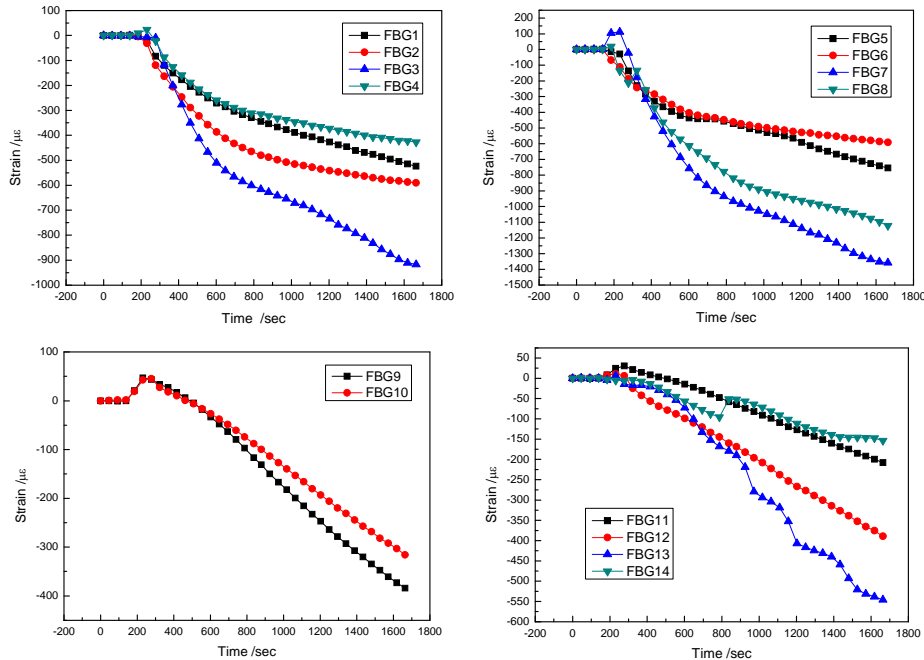 100
0
-100
-200
-300
-400
-500
-600
-700
-800
-900
-1000
-200 0 200 400 600 800 1000 1200 1400 1600 1800
Strain /με
Time /sec
FBG1
FBG2
FBG3
FBG4
100
0
-100
-200
-300
-400
-500
-600
-700
-800
-900
-1000
-1100
-1200
-1300
-1400
-1500
-200 0 200 400 600 800 1000 1200 1400 1600 1800
Strain /με
Time /sec
FBG5
FBG6
FBG7
FBG8
100
0
-100
-200
-300
-400
-200 0 200 400 600 800 1000 1200 1400 1600 1800
Strain /με
Time /sec
FBG9
FBG10
50
0
-50
-100
-150
-200
-250
-300
-350
-400
-450
-500
-550
-600
-200 0 200 400 600 800 1000 1200 1400 1600 1800
Strain /με
Time /sec
FBG11
FBG12
FBG13
FBG14